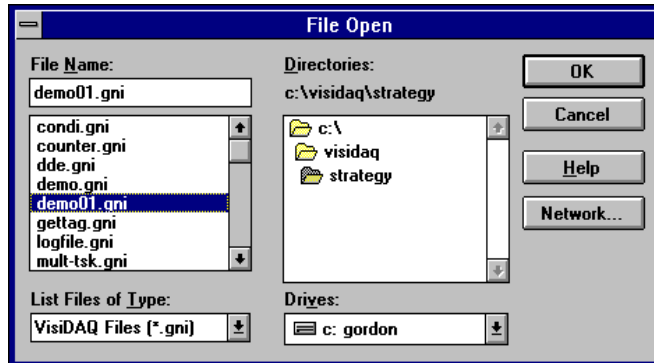 File Open
File Name:
demo01.gni
condi.gni
counter.gni
dde.gni
demo.gni
demo01.gni
gettag.gni
logfile.gni
mult-tsk.gni
List Files of Type:
VisiDAQ Files (*.gni)
Directories:
c:\visidaq\strategy
c:\
visidaq
strategy
Drives:
c: gordon
OK
Cancel
Help
Network...